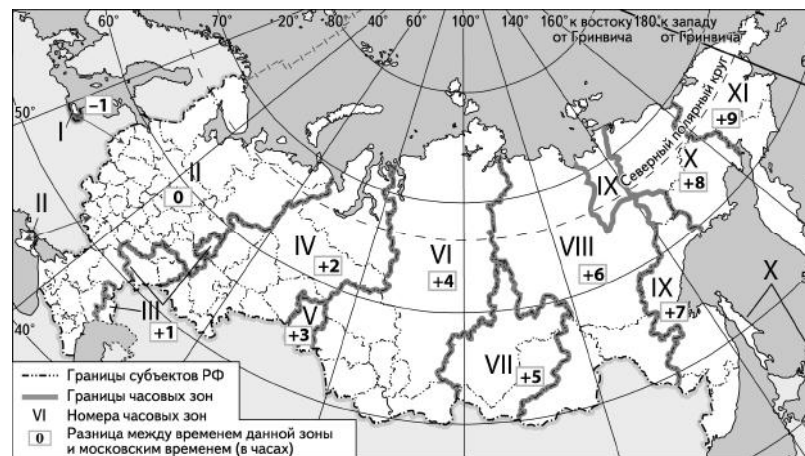 60° 70° 20° 80° 100° 140° 160° к востоку 180° к западу
от Гринвича от Гринвича
50°
−1
I
XI
+9
Северный полярный круг
II
0
X
+8
IX
II
IV
+2
VI
+4
VIII
+6
III
+1
V
+3
IX
+7
X
40°
VII
+5
Границы субъектов РФ
Границы часовых зон
VI Номера часовых зон
0 Разница между временем данной зоны
и московским временем (в часах)